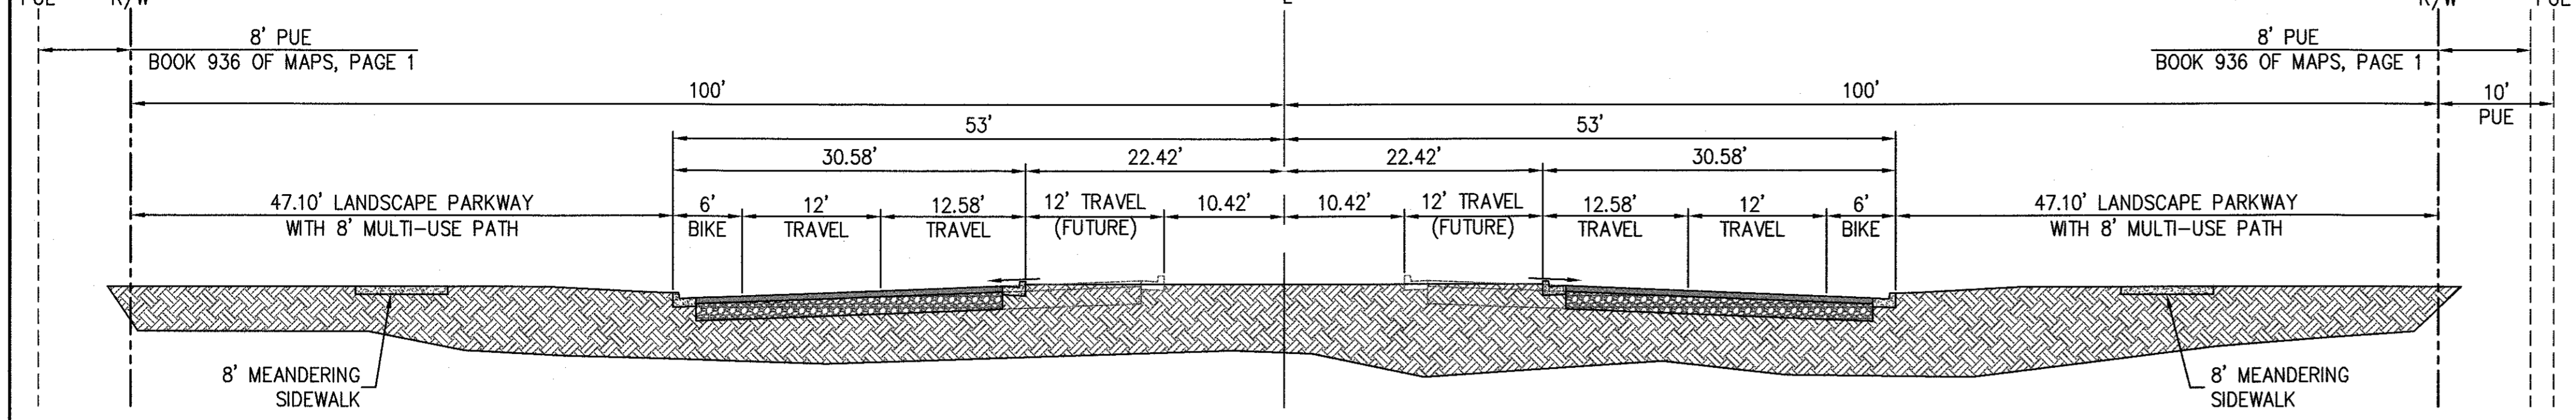 8' PUE
BOOK 936 OF MAPS, PAGE 1
8' PUE
BOOK 936 OF MAPS, PAGE 1
100'
100'
10'
PUE
53'
53'
30.58'
22.42'
22.42'
30.58'
47.10' LANDSCAPE PARKWAY
WITH 8' MULTI-USE PATH
6'
BIKE
12'
TRAVEL
12.58'
TRAVEL
12' TRAVEL
(FUTURE)
10.42'
10.42'
12' TRAVEL
(FUTURE)
12.58'
TRAVEL
12'
TRAVEL
6'
BIKE
47.10' LANDSCAPE PARKWAY
WITH 8' MULTI-USE PATH
8' MEANDERING
SIDEWALK
8' MEANDERING
SIDEWALK